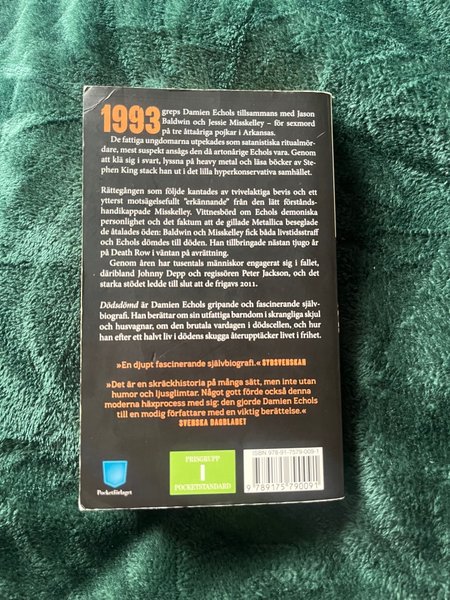 1993 greps Damien Echols tillsammans med Jason
Baldwin och Jessie Misskelley – för sexmord
på tre åttaåriga pojkar i Arkansas.
De fattiga ungdomarna utpekades som satanistiska ritualmör-
dare, mest suspekt ansågs den då artonårige Echols vara. Genom
att klä sig i svart, lyssna på heavy metal och läsa böcker av Ste-
phen King stack han ut i det lilla hyperkonservativa samhället.
Rättegången som följde kantades av tvivelaktiga bevis och ett
ytterst motsägelsefullt "erkännande" från den lätt förstånds-
handikappade Misskelley. Vittnesbörd om Echols demoniska
personlighet och det faktum att de gillade Metallica beseglade
de åtalades öden: Baldwin och Misskelley fick båda livstidsstraff
och Echols dömdes till döden. Han tillbringade nästan tjugo år
på Death Row i väntan på avrättning.
Genom åren har tusentals människor engagerat sig i fallet,
däribland Johnny Depp och regissören Peter Jackson, och det
starka stödet ledde till slut att de frigavs 2011.
Dödsdömd är Damien Echols gripande och fascinerande själv-
biografi. Han berättar om sin utfattiga barndom i skrangliga skjul
och husvagnar, om den brutala vardagen i dödscellen, och hur
han efter ett halvt liv i dödens skugga återupptäcker livet i frihet.
»En djupt fascinerande självbiografi.« SYDSVENSKAN
»Det är en skräckhistoria på många sätt, men inte utan
humor och ljusglimtar. Något gott förde också denna
moderna häxprocess med sig: den gjorde Damien Echols
till en modig författare med en viktig berättelse.«
SVENSKA DAGBLADET
Pocketförlaget
PRISGRUPP
1
POCKETSTANDARD
ISBN 978-91-7579-009-1
9 789175 790091